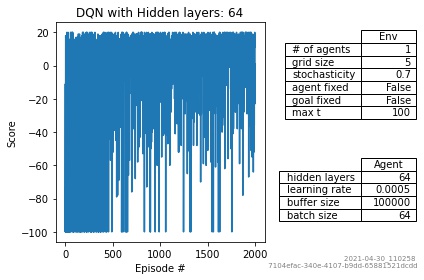 DQN with Hidden layers: 64
20
0
−20
−40
−60
−80
−100
Score
0
500
1000
1500
2000
Episode #
Env
# of agents 1
grid size 5
stochasticity 0.7
agent fixed False
goal fixed False
max t 100
Agent
hidden layers 64
learning rate 0.0005
buffer size 100000
batch size 64
2021-04-30_110258
7104efac-340e-4107-b9dd-65881521dcdd